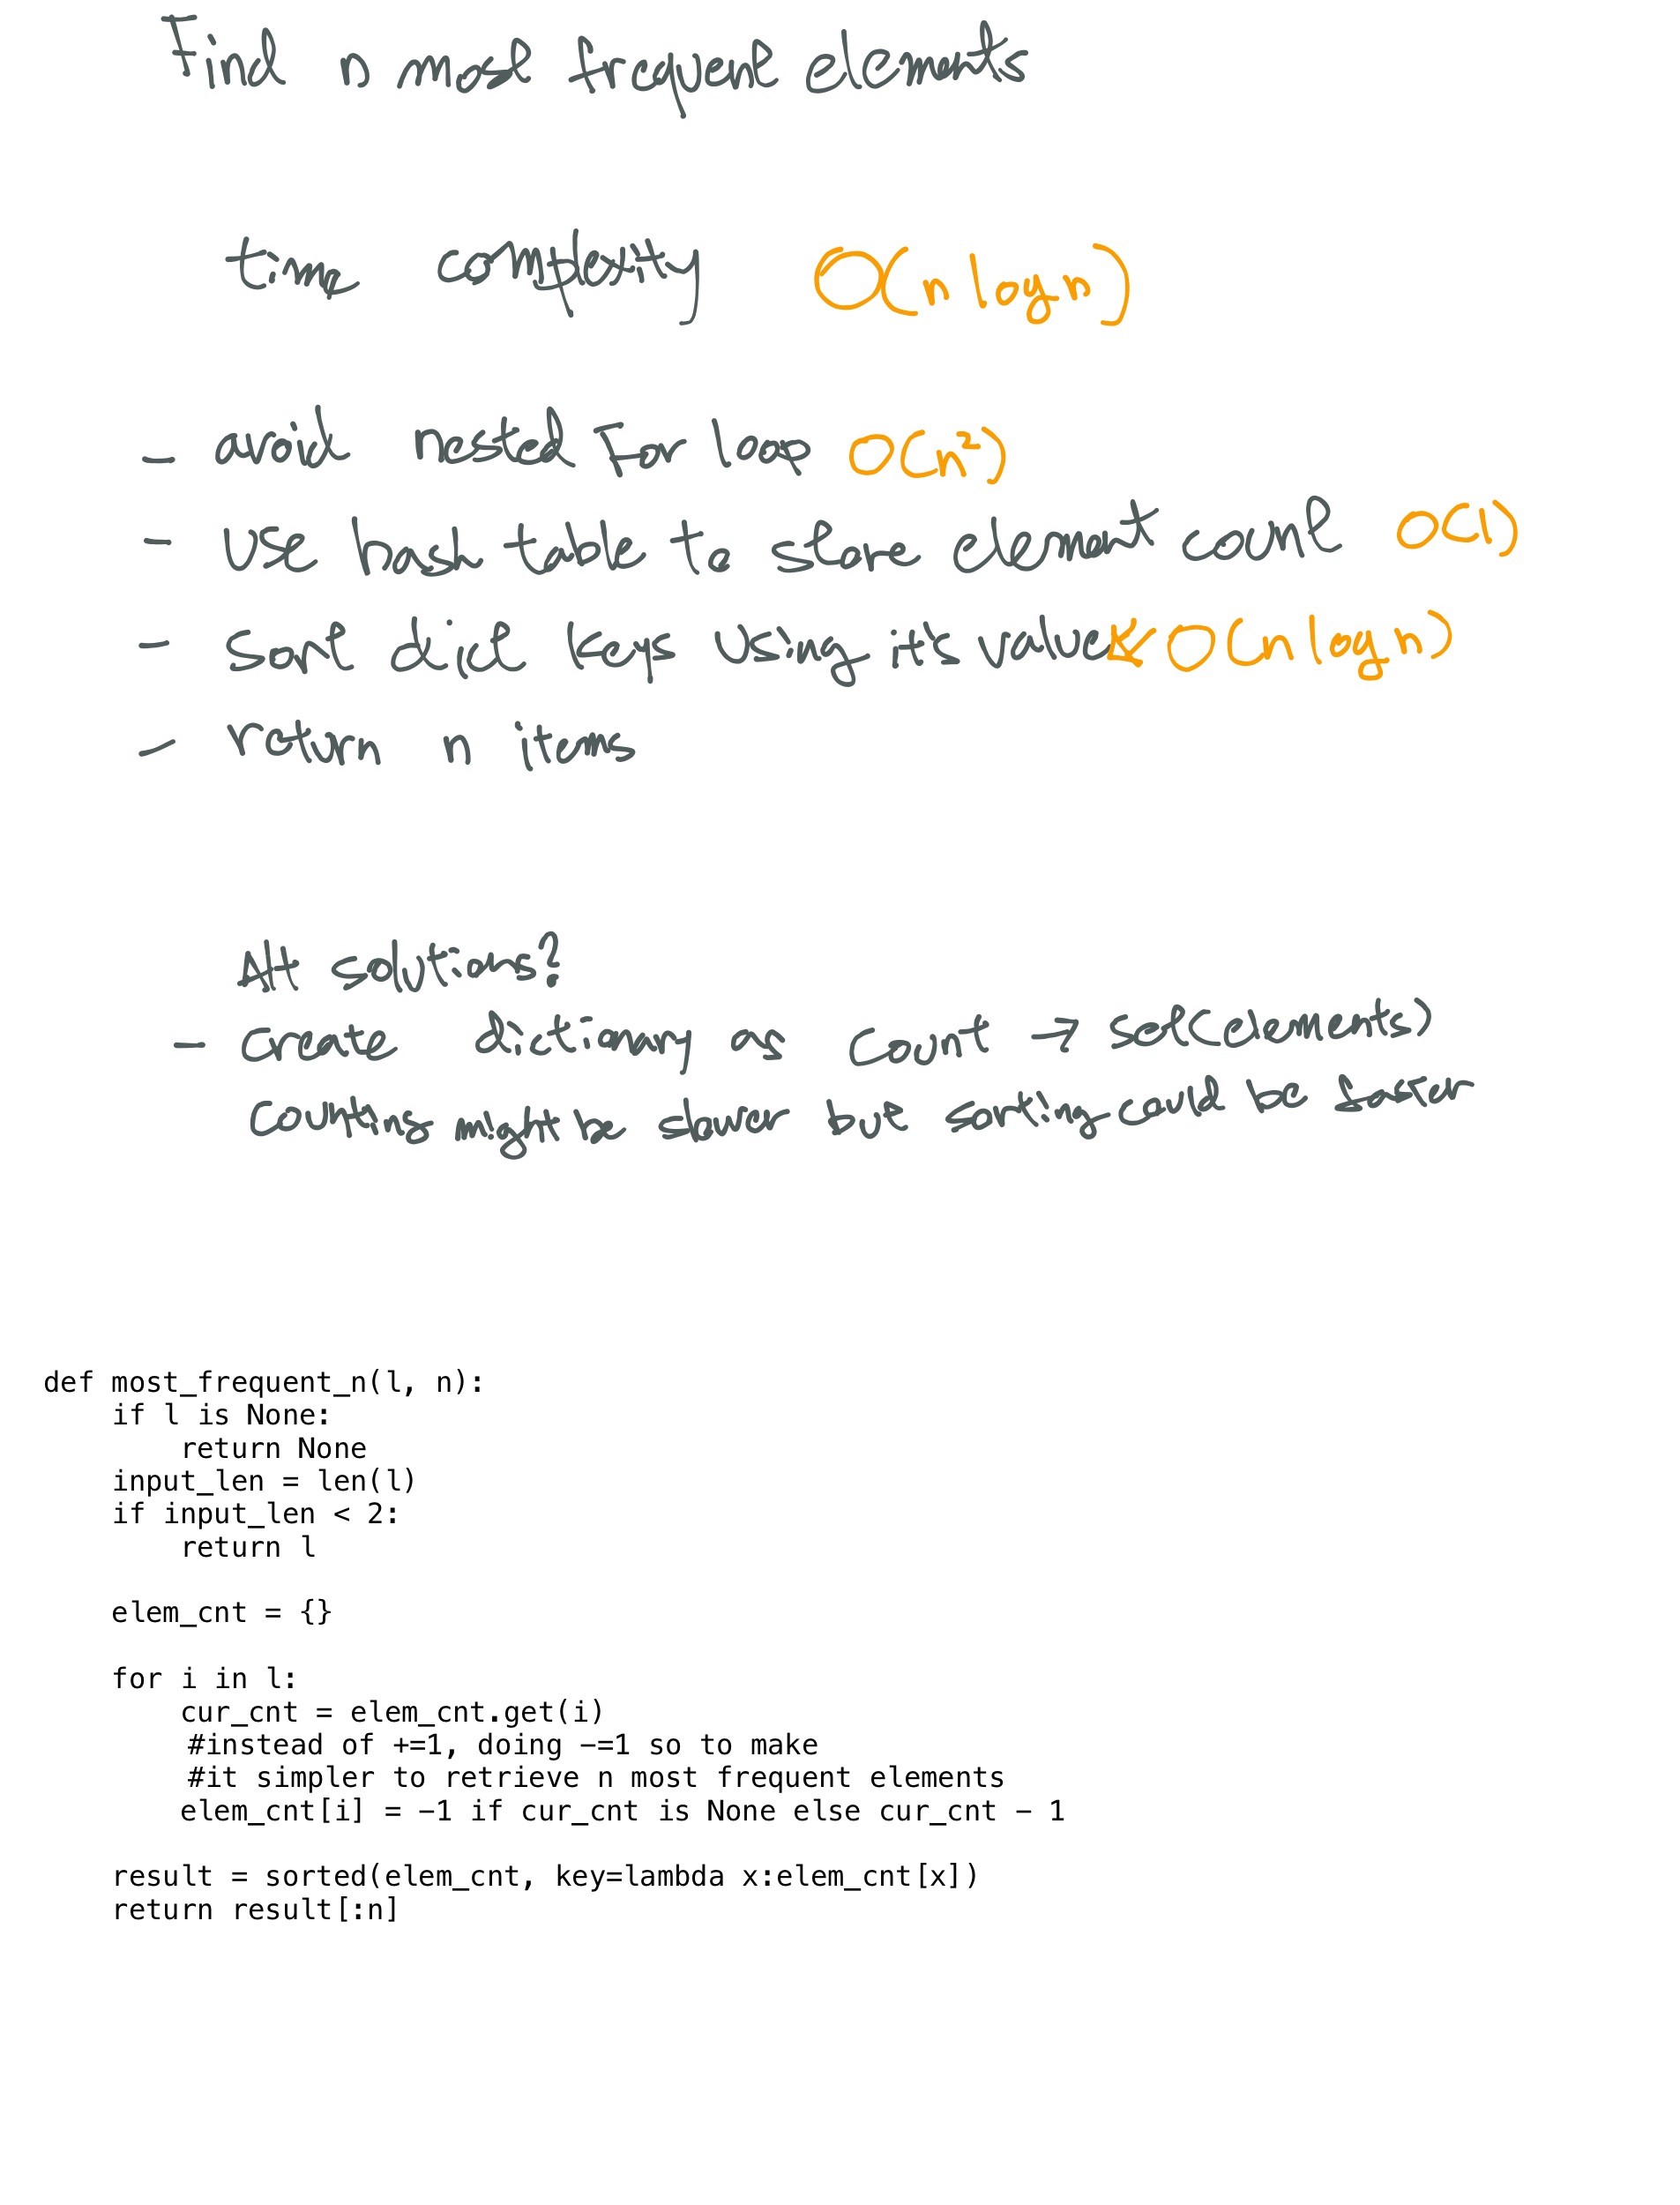 Find n most frequent elements
time complexity O(n log n)
- avoid nested For loop O(n²)
- use hash table to store element count O(1)
- sort dict keys using it's value O(n log n)
- return n items
Alt solutions?
- create dictionary as count → set(elements)
counting might be slower but sorting could be faster
def most_frequent_n(l, n):
    if l is None:
        return None
    input_len = len(l)
    if input_len < 2:
        return l
    elem_cnt = {}
    for i in l:
        cur_cnt = elem_cnt.get(i)
        #instead of +=1, doing -=1 so to make
        #it simpler to retrieve n most frequent elements
        elem_cnt[i] = -1 if cur_cnt is None else cur_cnt - 1
    result = sorted(elem_cnt, key=lambda x:elem_cnt[x])
    return result[:n]